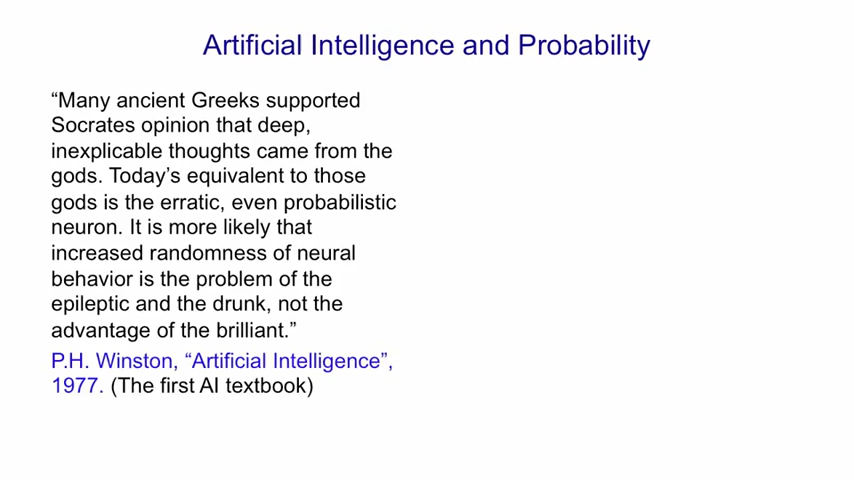 Artificial Intelligence and Probability
“Many ancient Greeks supported
Socrates opinion that deep,
inexplicable thoughts came from the
gods. Today’s equivalent to those
gods is the erratic, even probabilistic
neuron. It is more likely that
increased randomness of neural
behavior is the problem of the
epileptic and the drunk, not the
advantage of the brilliant.”
P.H. Winston, “Artificial Intelligence”,
1977. (The first AI textbook)